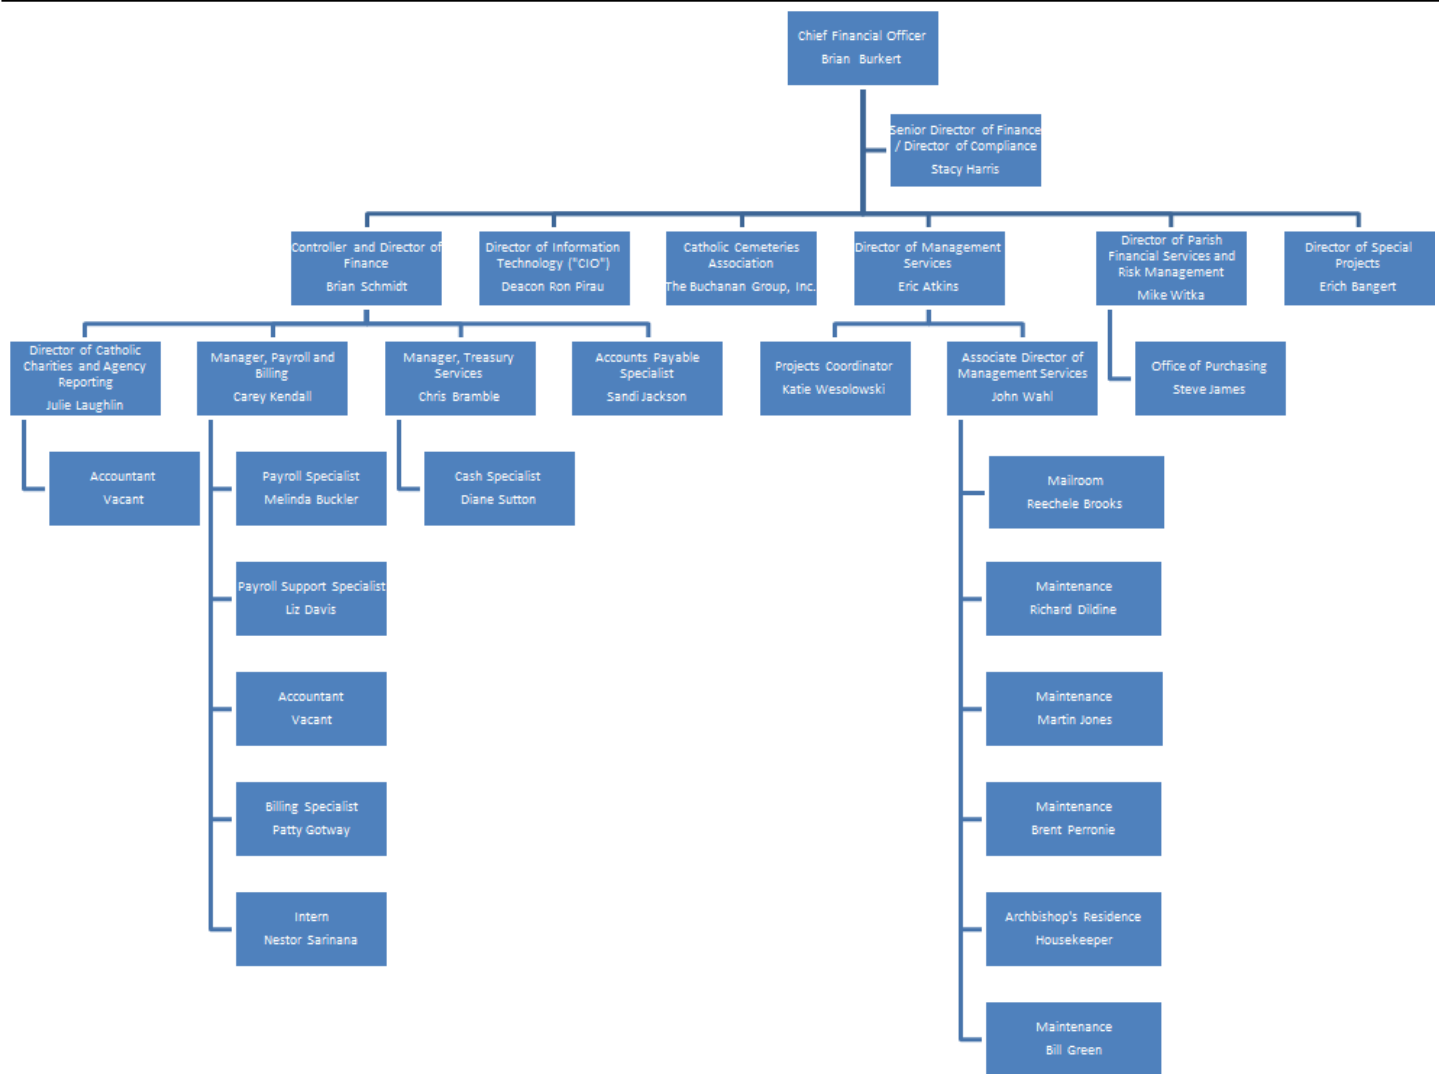 Chief Financial Officer
Brian Burkert
Senior Director of Finance
/ Director of Compliance
Stacy Harris
Controller and Director of
Finance
Brian Schmidt
Director of Information
Technology ("CIO")
Deacon Ron Pirau
Catholic Cemeteries
Association
The Buchanan Group, Inc.
Director of Management
Services
Eric Atkins
Director of Parish
Financial Services and
Risk Management
Mike Witka
Director of Special
Projects
Erich Bangert
Director of Catholic
Charities and Agency
Reporting
Julie Laughlin
Manager, Payroll and
Billing
Carey Kendall
Manager, Treasury
Services
Chris Bramble
Accounts Payable
Specialist
Sandi Jackson
Projects Coordinator
Katie Wesolowski
Associate Director of
Management Services
John Wahl
Office of Purchasing
Steve James
Accountant
Vacant
Payroll Specialist
Melinda Buckler
Cash Specialist
Diane Sutton
Mailroom
Reechele Brooks
Payroll Support Specialist
Liz Davis
Maintenance
Richard Dildine
Accountant
Vacant
Maintenance
Martin Jones
Billing Specialist
Patty Gotway
Maintenance
Brent Perronie
Intern
Nestor Sarinana
Archbishop's Residence
Housekeeper
Maintenance
Bill Green